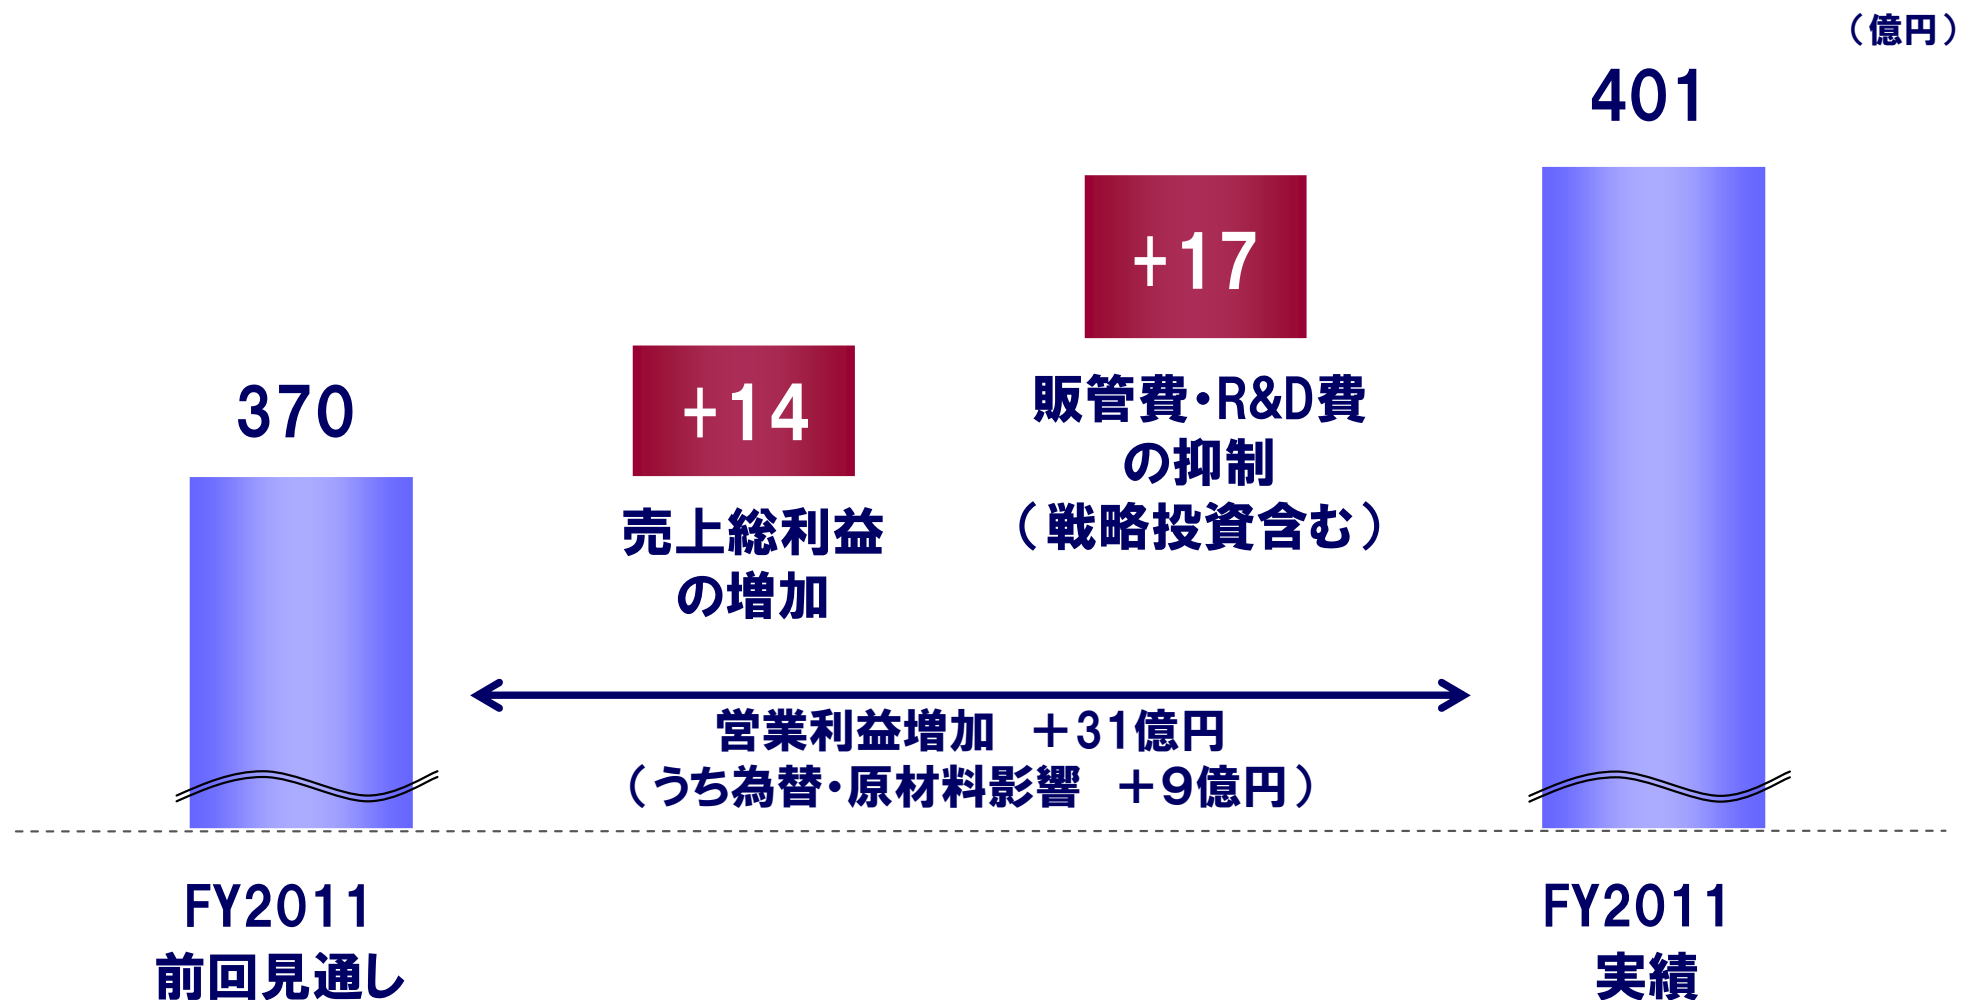 （億円）
401
+17
370
+14
販管費・R&D費
の抑制
（戦略投資含む）
売上総利益
の増加
営業利益増加　＋31億円
（うち為替・原材料影響　＋９億円）
FY2011
前回見通し
FY2011
実績